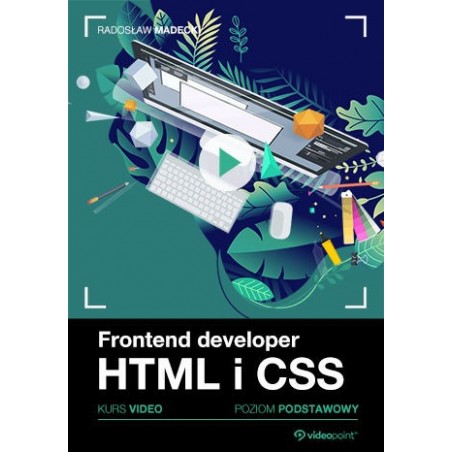 RADOSŁAW MADECKI
Frontend developer
HTML i CSS
KURS VIDEO POZIOM PODSTAWOWY
videopoint